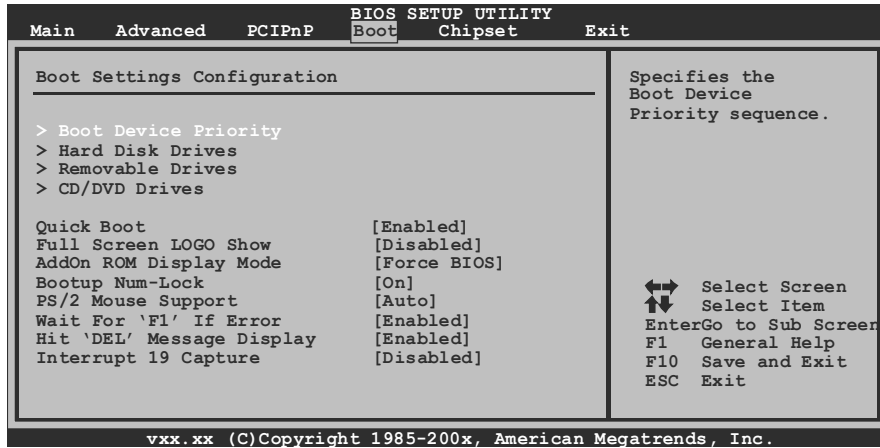 BIOS SETUP UTILITY
Main Advanced PCIPnP Boot Chipset Exit
Boot Settings Configuration
> Boot Device Priority
> Hard Disk Drives
> Removable Drives
> CD/DVD Drives
Quick Boot [Enabled]
Full Screen LOGO Show [Disabled]
AddOn ROM Display Mode [Force BIOS]
Bootup Num-Lock [On]
PS/2 Mouse Support [Auto]
Wait For ‘F1’ If Error [Enabled]
Hit ‘DEL’ Message Display [Enabled]
Interrupt 19 Capture [Disabled]
Specifies the
Boot Device
Priority sequence.
Select Screen
Select Item
EnterGo to Sub Screen
F1 General Help
F10 Save and Exit
ESC Exit
vxx.xx (C)Copyright 1985-200x, American Megatrends, Inc.